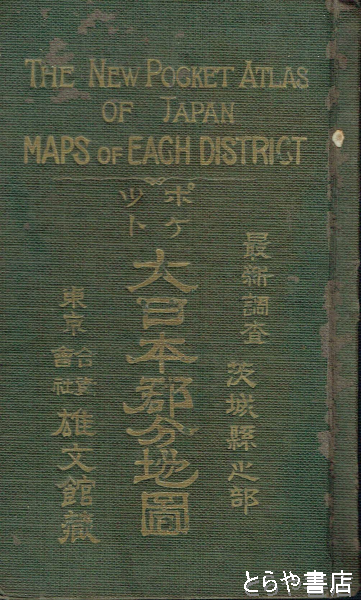 THE NEW POCKET ATLAS
OF JAPAN
MAPS OF EACH DISTRICT
最新調査
茨城縣之部
ポケット
大日本郡分地圖
東京
合資會社
雄文館藏
とらや書店